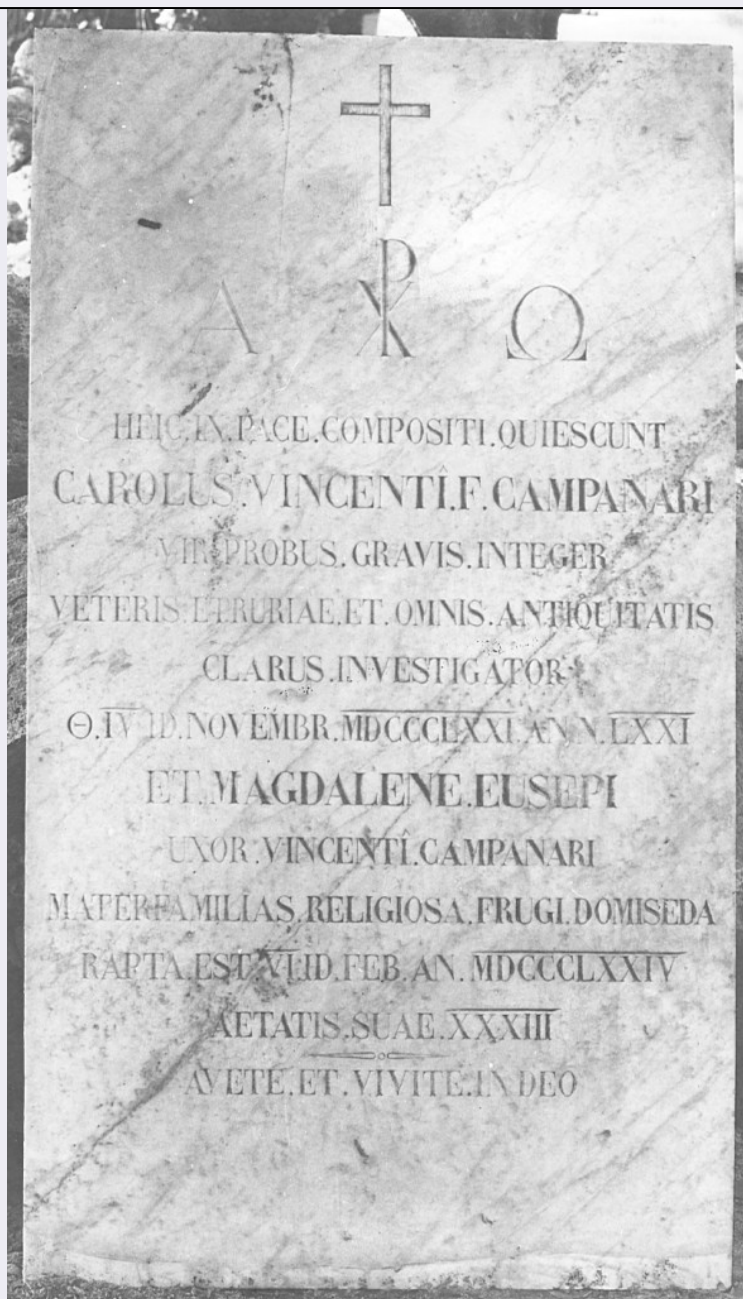 Α ☧ Ω
HEIC.IN.PACE.COMPOSITI.QUIESCUNT
CAROLUS.VINCENTÎ.F.CAMPANARI
VIR.PROBUS.GRAVIS.INTEGER
VETERIS.ETRURIAE.ET.OMNIS.ANTIQUITATIS
CLARUS.INVESTIGATOR
Θ.IV ID.NOVEMBR.MDCCCLXXI.ANN.LXXI
ET.MAGDALENE.EUSEPI
UXOR.VINCENTÎ.CAMPANARI
MATERFAMILIAS.RELIGIOSA.FRUGI.DOMISEDA
RAPTA.EST.VI.ID.FEB.AN.MDCCCLXXIV
AETATIS.SUAE.XXXIII
AVETE.ET.VIVITE.IN DEO